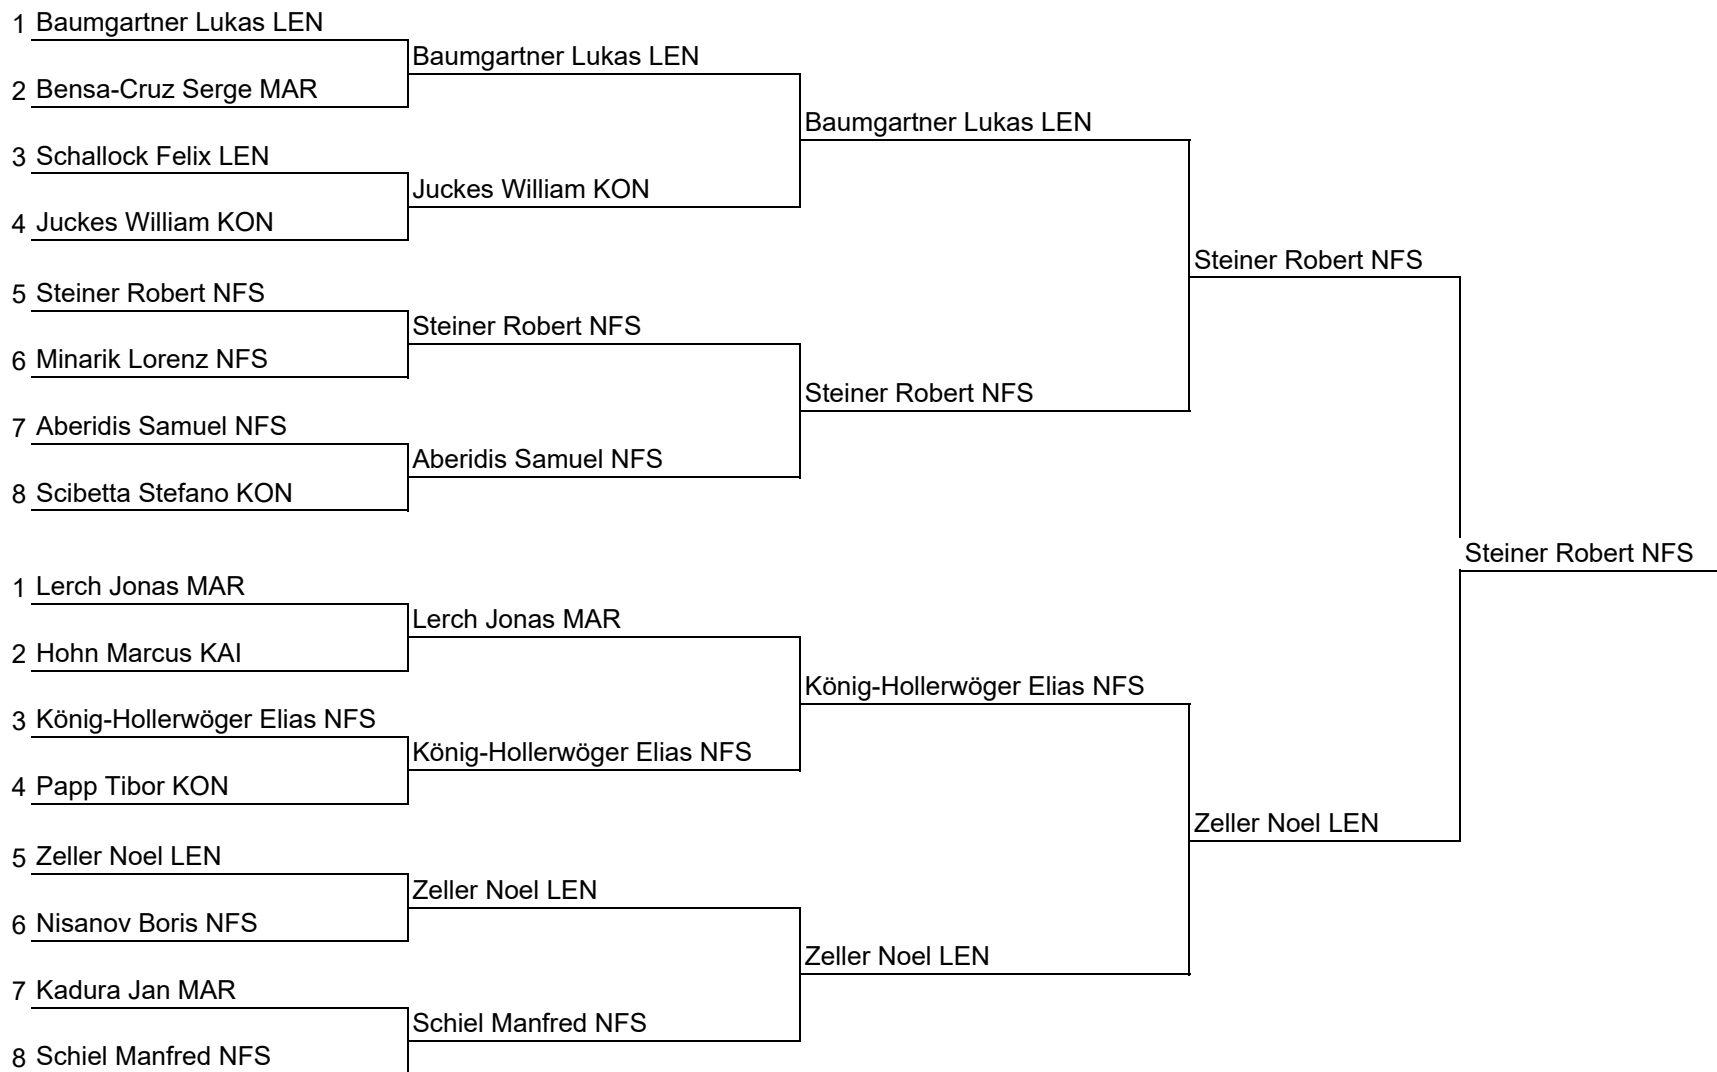 1 Baumgartner Lukas LEN
Baumgartner Lukas LEN
2 Bensa-Cruz Serge MAR
Baumgartner Lukas LEN
3 Schallock Felix LEN
Juckes William KON
4 Juckes William KON
Steiner Robert NFS
5 Steiner Robert NFS
Steiner Robert NFS
6 Minarik Lorenz NFS
Steiner Robert NFS
7 Aberidis Samuel NFS
Aberidis Samuel NFS
8 Scibetta Stefano KON
Steiner Robert NFS
1 Lerch Jonas MAR
Lerch Jonas MAR
2 Hohn Marcus KAI
König-Hollerwöger Elias NFS
3 König-Hollerwöger Elias NFS
König-Hollerwöger Elias NFS
4 Papp Tibor KON
Zeller Noel LEN
5 Zeller Noel LEN
Zeller Noel LEN
6 Nisanov Boris NFS
Zeller Noel LEN
7 Kadura Jan MAR
Schiel Manfred NFS
8 Schiel Manfred NFS